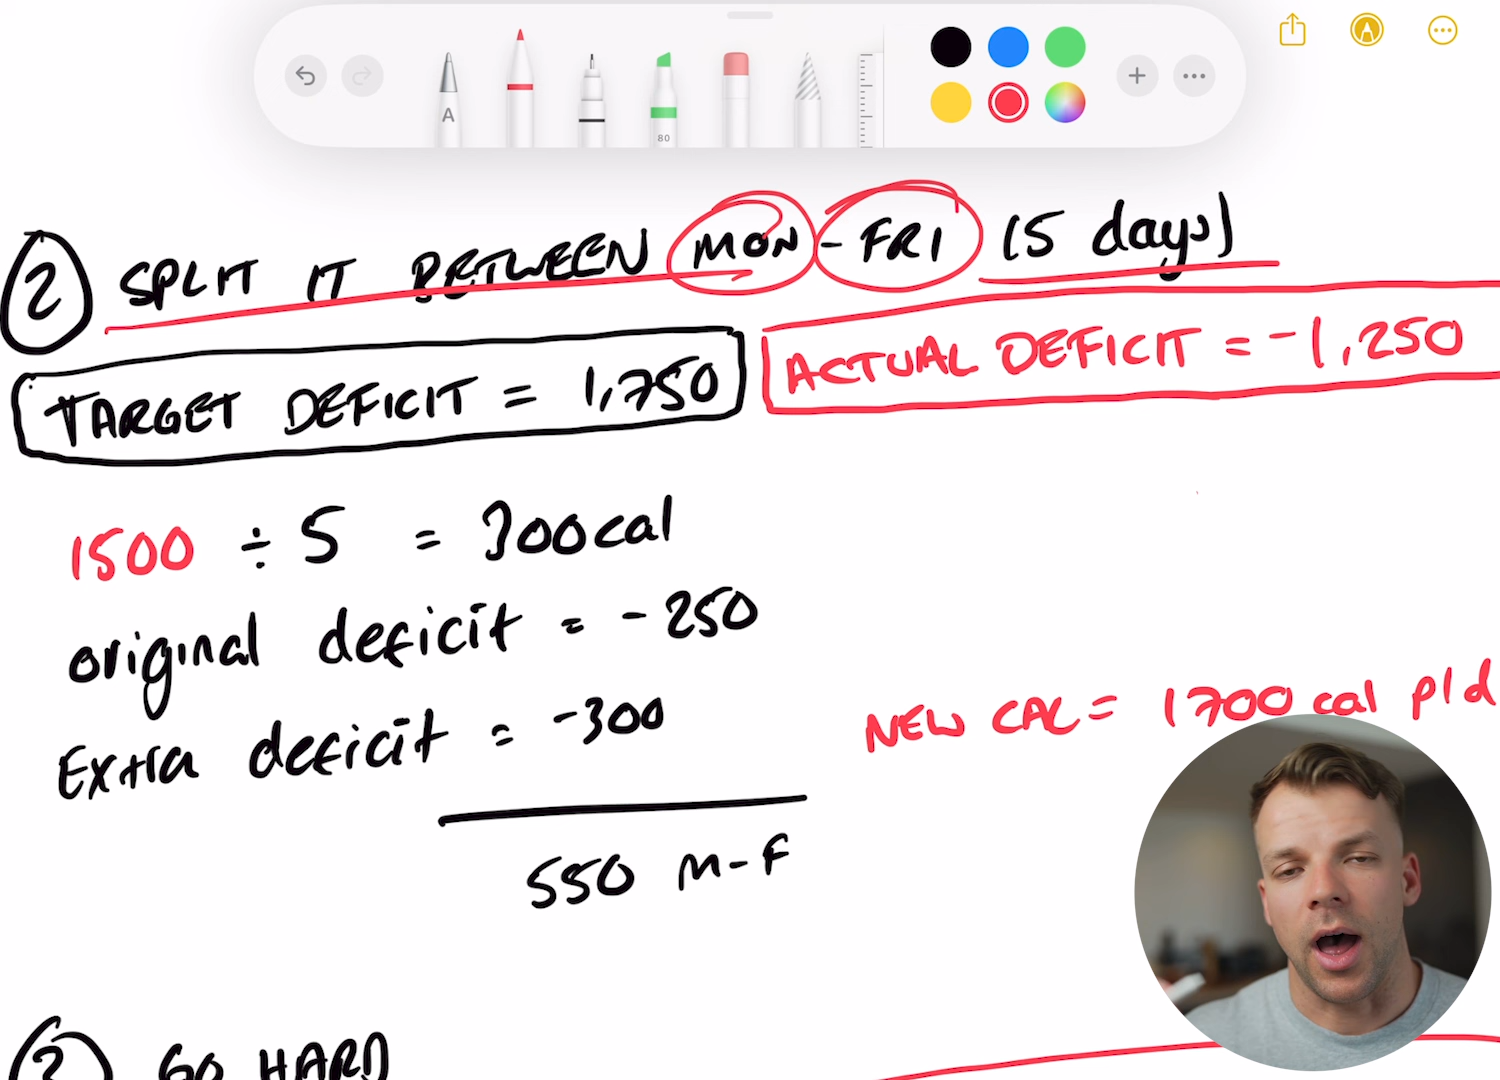 A
80
2 SPLIT IT BETWEEN MON-FRI (5 days)
TARGET DEFICIT = 1,750
ACTUAL DEFICIT = -1,250
1500 ÷ 5 = 300cal
original deficit = -250
Extra deficit = -300
NEW CAL = 1700 cal p/d
550 M-F
GO HARD